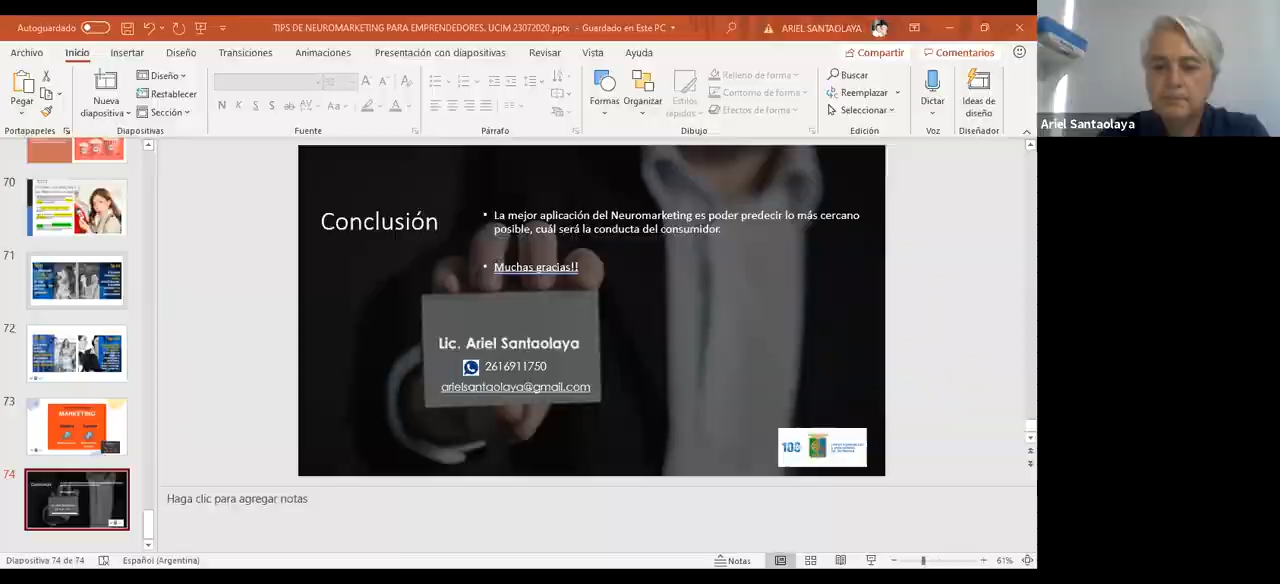 Autoguardado
TIPS DE NEUROMARKETING PARA EMPRENDEDORES. UCIM 23072020.pptx - Guardado en Este PC
ARIEL SANTAOLAYA
Archivo Inicio Insertar Diseño Transiciones Animaciones Presentación con diapositivas Revisar Vista Ayuda
Compartir Comentarios
Pegar
Nueva diapositiva
Diseño
Restablecer
Sección
N K S S ab AV Aa A
Formas Organizar Estilos rápidos
Relleno de forma
Contorno de forma
Efectos de forma
Buscar
Reemplazar
Seleccionar
Dictar
Ideas de diseño
Portapapeles Diapositivas Fuente Párrafo Dibujo Edición Voz Diseñador
Ariel Santaolaya
70
71
72
73
MARKETING
74
Conclusión
• La mejor aplicación del Neuromarketing es poder predecir lo más cercano
posible, cuál será la conducta del consumidor.
• Muchas gracias!!
Lic. Ariel Santaolaya
2616911750
arielsantaolaya@gmail.com
Haga clic para agregar notas
Diapositiva 74 de 74 Español (Argentina) Notas 61%